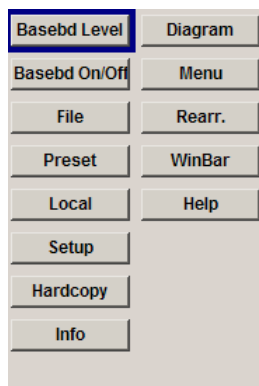 Basebd Level
Diagram
Basebd On/Off
Menu
File
Rearr.
Preset
WinBar
Local
Help
Setup
Hardcopy
Info